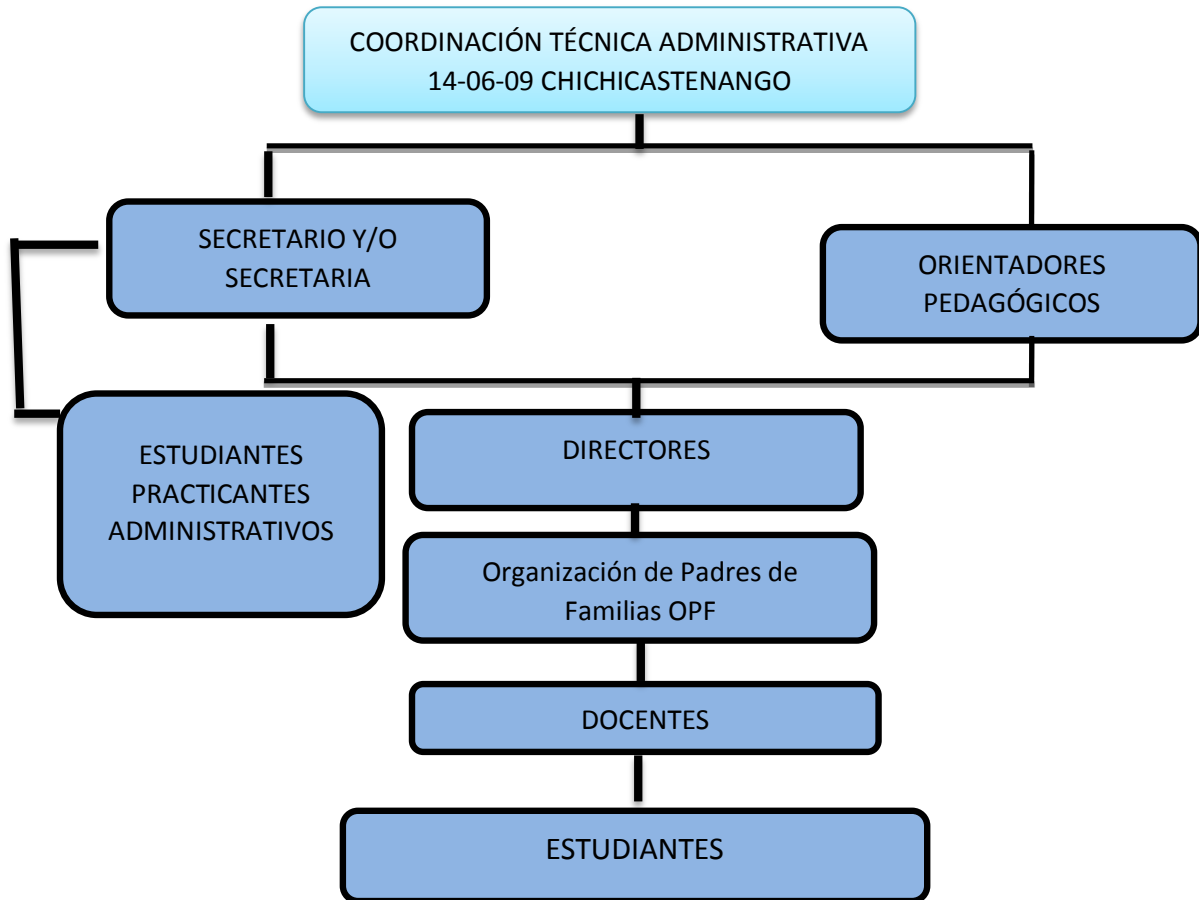 COORDINACIÓN TÉCNICA ADMINISTRATIVA
14-06-09 CHICHICASTENANGO
SECRETARIO Y/O
SECRETARIA
ORIENTADORES
PEDAGÓGICOS
ESTUDIANTES
PRACTICANTES
ADMINISTRATIVOS
DIRECTORES
Organización de Padres de
Familias OPF
DOCENTES
ESTUDIANTES